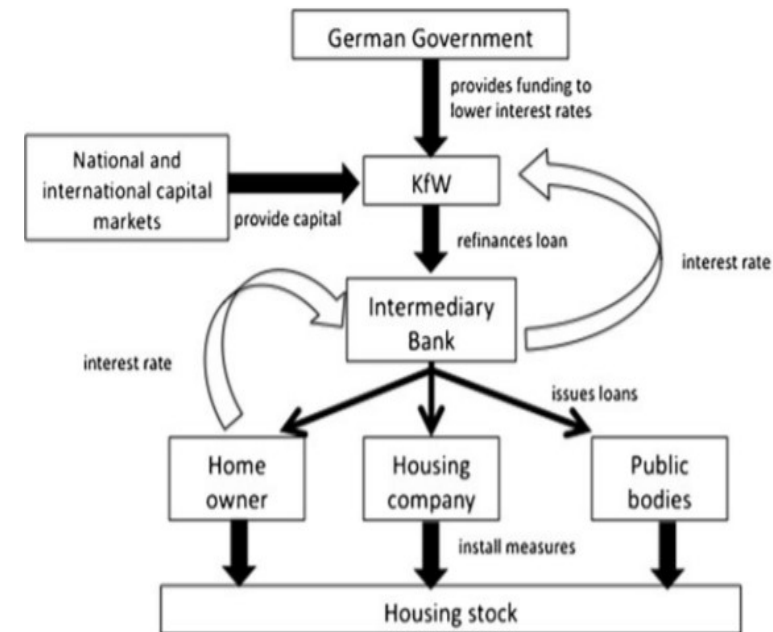 German Government
provides funding to
lower interest rates
National and
international capital
markets
provide capital
KfW
refinances loan
interest rate
Intermediary
Bank
interest rate
issues loans
Home
owner
Housing
company
Public
bodies
install measures
Housing stock